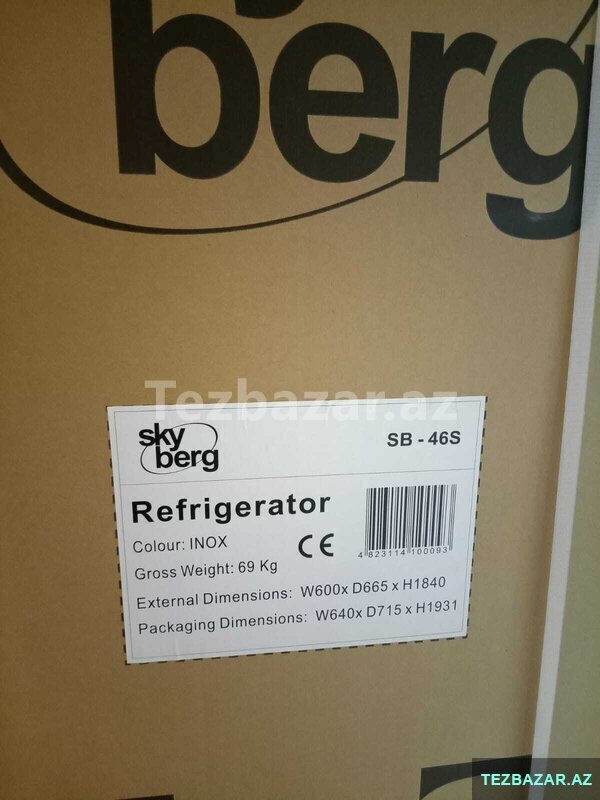 berg
Tezbazar.az
sky
berg
SB - 46S
Refrigerator
Colour: INOX
CE
4 823114 100093
Gross Weight: 69 Kg
External Dimensions: W600x D665 x H1840
Packaging Dimensions: W640x D715 x H1931
TEZBAZAR.AZ